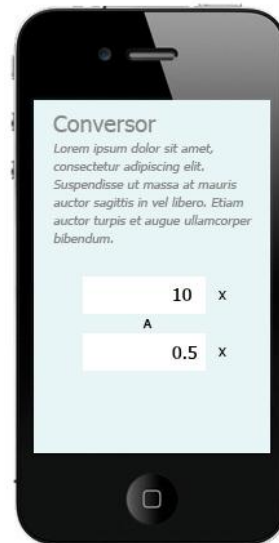 Conversor
Lorem ipsum dolor sit amet,
consectetur adipiscing elit.
Suspendisse ut massa at mauris
auctor sagittis in vel libero. Etiam
auctor turpis et augue ullamcorper
bibendum.
10 X
A
0.5 X